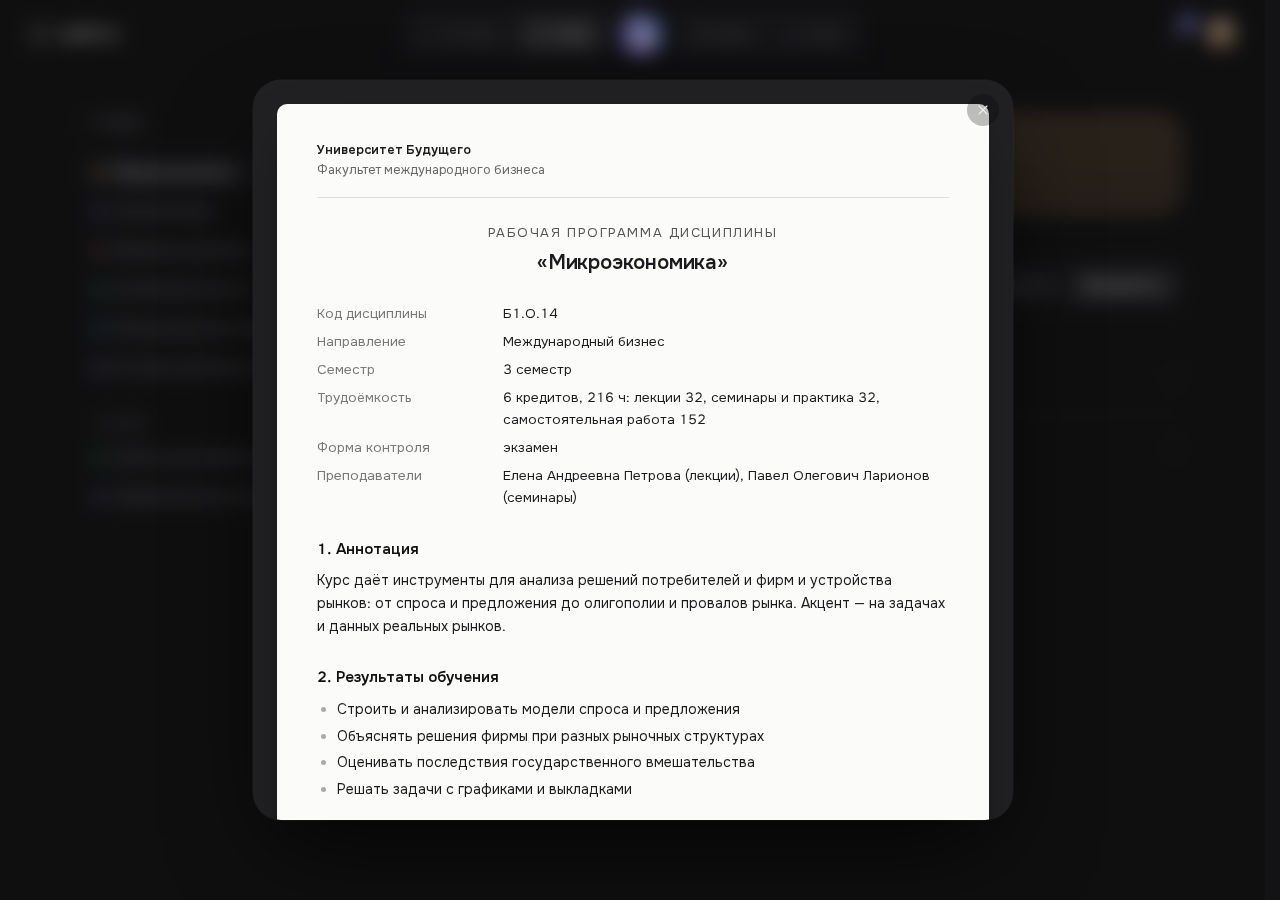 Университет Будущего
Факультет международного бизнеса
РАБОЧАЯ ПРОГРАММА ДИСЦИПЛИНЫ
«Микроэкономика»
Код дисциплины Б1.О.14
Направление Международный бизнес
Семестр 3 семестр
Трудоёмкость 6 кредитов, 216 ч: лекции 32, семинары и практика 32,
самостоятельная работа 152
Форма контроля экзамен
Преподаватели Елена Андреевна Петрова (лекции), Павел Олегович Ларионов
(семинары)
1. Аннотация
Курс даёт инструменты для анализа решений потребителей и фирм и устройства
рынков: от спроса и предложения до олигополии и провалов рынка. Акцент — на задачах
и данных реальных рынков.
2. Результаты обучения
Строить и анализировать модели спроса и предложения
Объяснять решения фирмы при разных рыночных структурах
Оценивать последствия государственного вмешательства
Решать задачи с графиками и выкладками